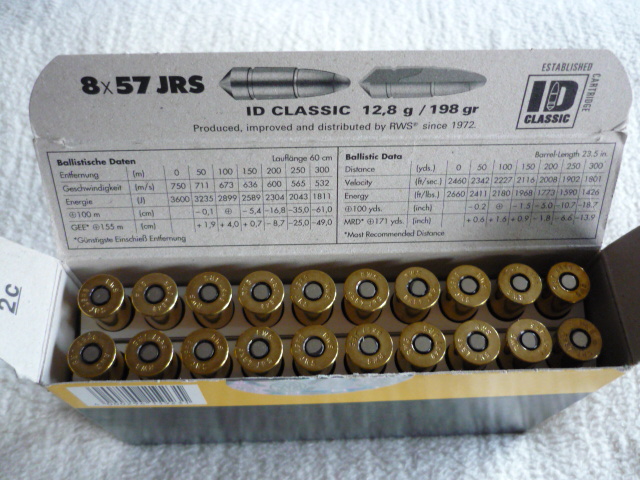 8x57 JRS
ID CLASSIC 12,8 g / 198 gr
Produced, improved and distributed by RWS® since 1972.
ESTABLISHED
CARTRIDGE
ID
CLASSIC
Ballistische Daten Lauflänge 60 cm
Entfernung (m) 0 50 100 150 200 250 300
Geschwindigkeit (m/s) 750 711 673 636 600 565 532
Energie (J) 3600 3235 2899 2589 2304 2043 1811
⊕100 m (cm) -0,1 ⊕ -5,4 -16,8 -35,0 -61,0
GEE* ⊕155 m (cm) +1,9 +4,0 +0,7 -8,7 -25,0 -49,0
*Günstigste Einschieß Entfernung
Ballistic Data Barrel-Length 23.5 in.
Distance (yds.) 0 50 100 150 200 250 300
Velocity (ft/sec.) 2460 2342 2227 2116 3008 1902 1801
Energy (ft/lbs.) 2660 2411 2180 1968 1773 1590 1426
⊕100 yds. (inch) -0.2 ⊕ -1.5 -5.0 -10.7 -18.7
MRD* ⊕171 yds. (inch) +0.6 +1.6 +0.9 -1.8 -6.6 -13.9
*Most Recommended Distance
2c